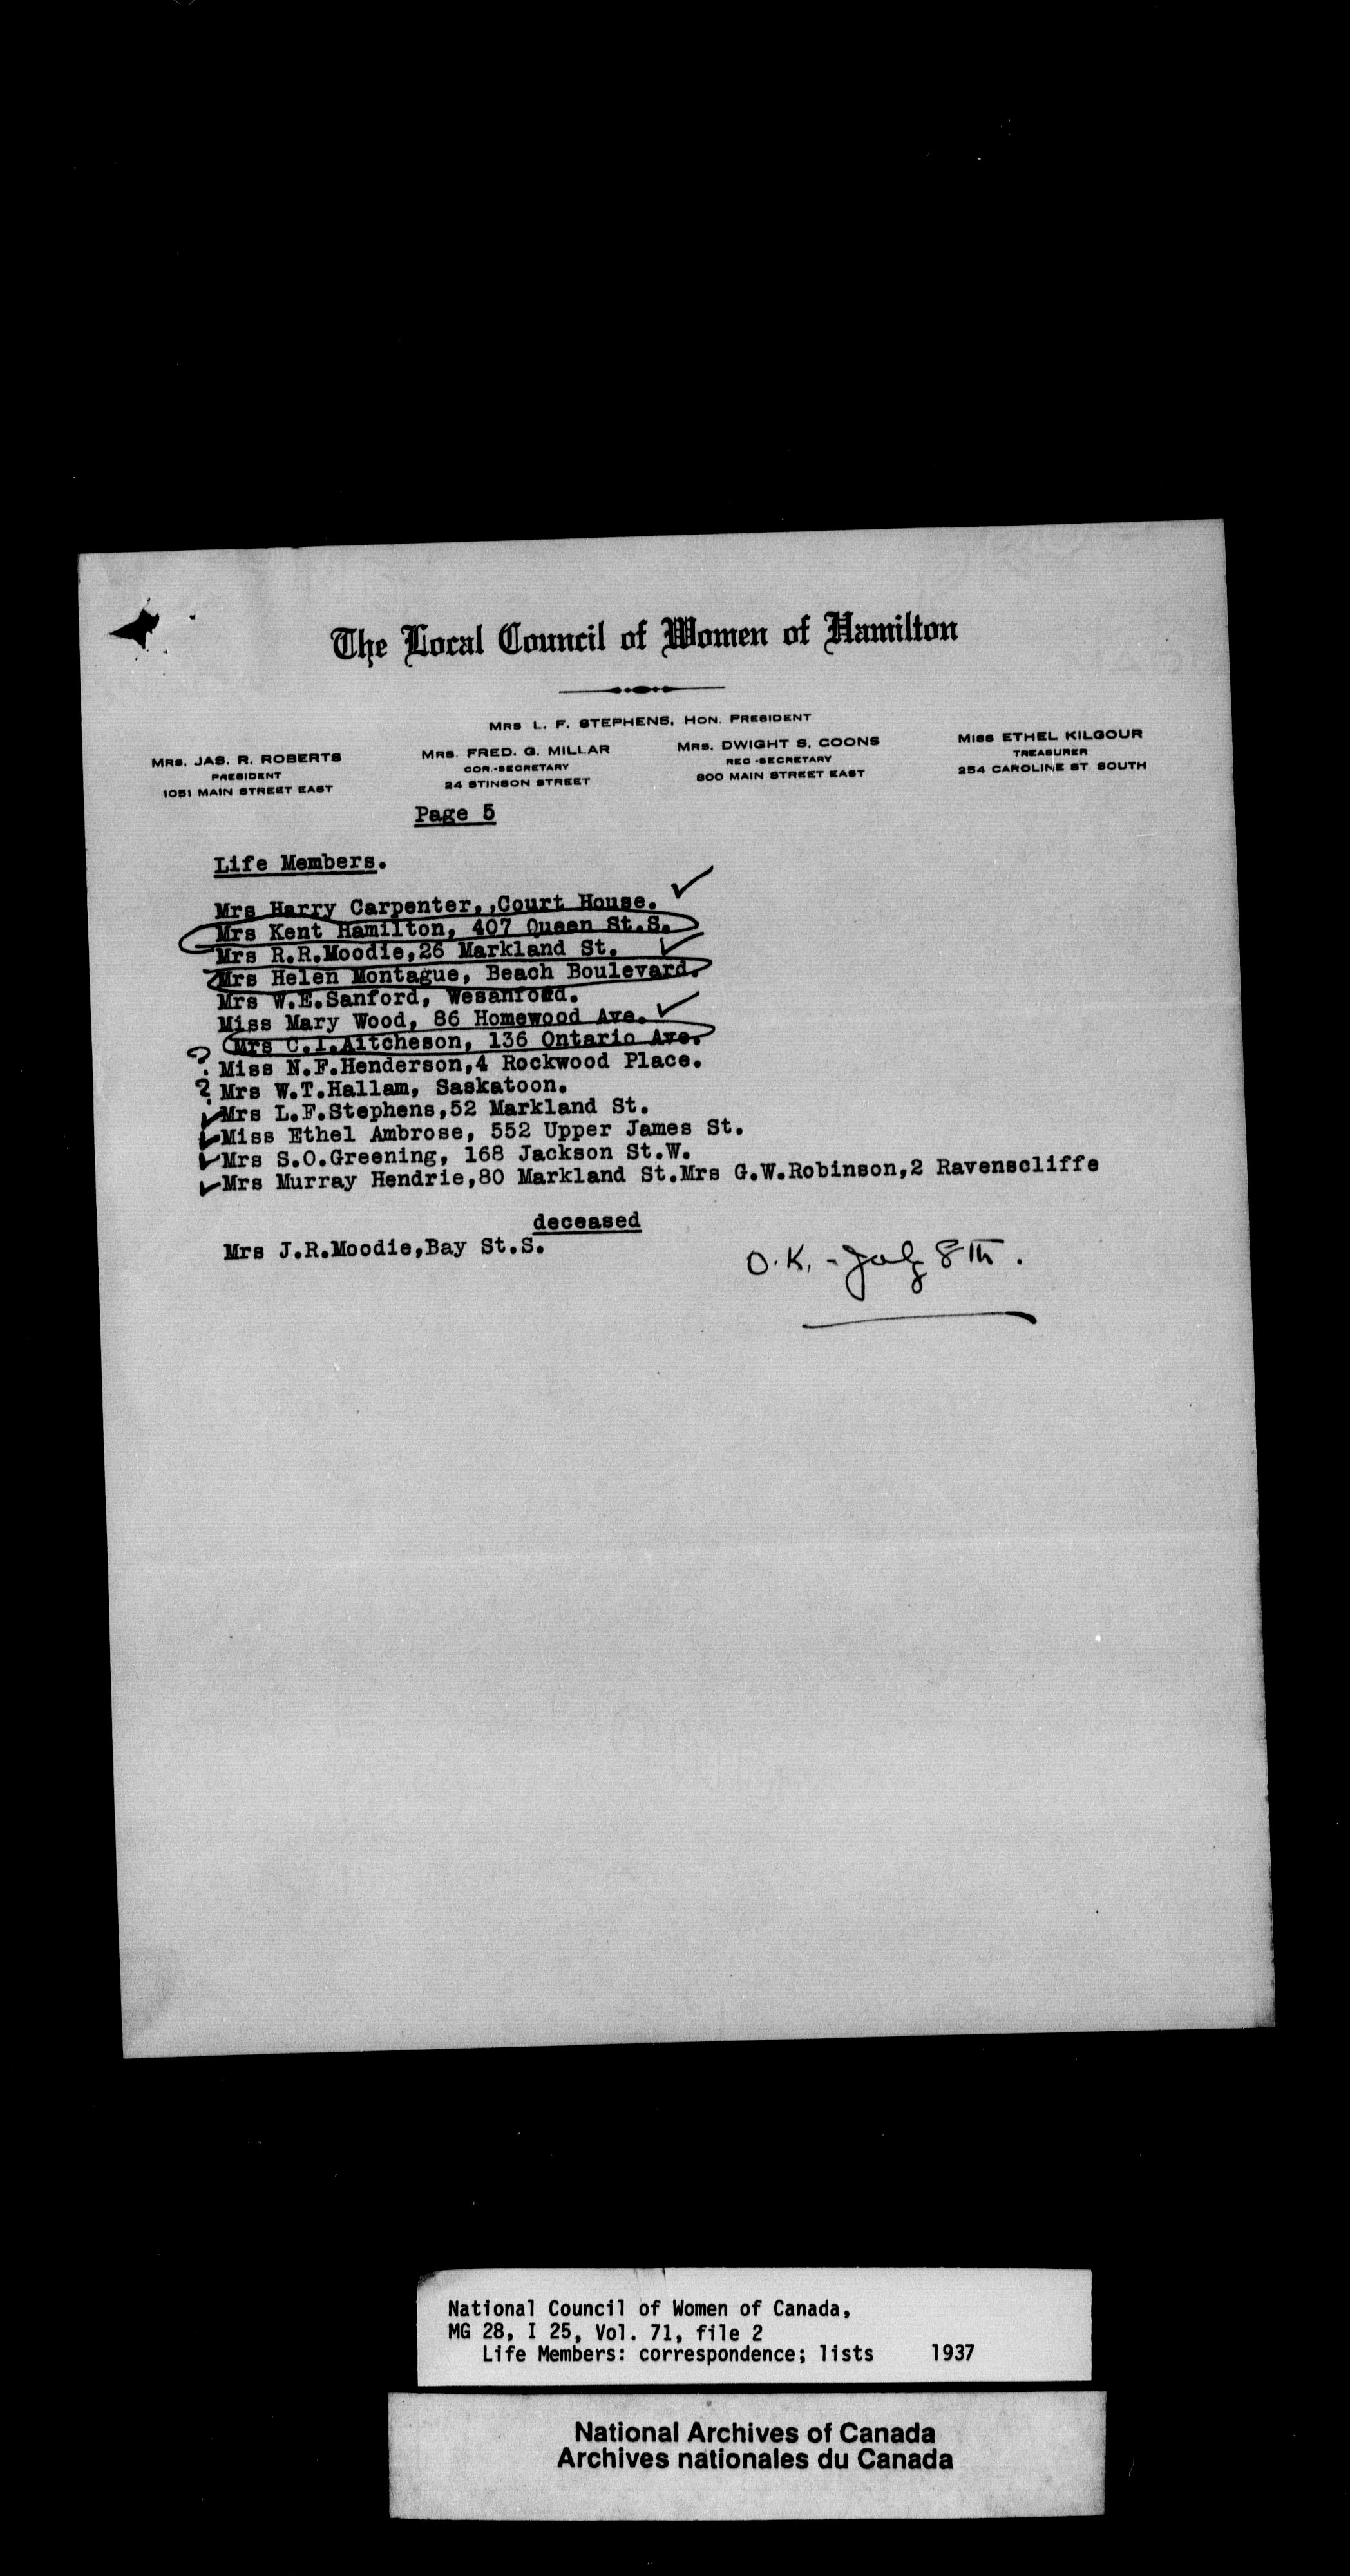 The Local Council of Women of Hamilton
MRS L. F. STEPHENS, HON. PRESIDENT
MRS. JAS. R. ROBERTS
PRESIDENT
1051 MAIN STREET EAST
MRS. FRED. G. MILLAR
COR.-SECRETARY
24 STINSON STREET
MRS. DWIGHT S. COONS
REC-SECRETARY
800 MAIN STREET EAST
MISS ETHEL KILGOUR
TREASURER
254 CAROLINE ST. SOUTH
Page 5
Life Members.
Mrs Harry Carpenter,,Court House. ✓
Mrs Kent Hamilton, 407 Queen St.S.
Mrs R.R.Moodie,26 Markland St. ✓
Mrs Helen Montague, Beach Boulevard.
Mrs W.E.Sanford, Wesanford.
Miss Mary Wood, 86 Homewood Ave. ✓
Mrs C.I.Aitcheson, 136 Ontario Ave.
? Miss N.F.Henderson,4 Rockwood Place.
? Mrs W.T.Hallam, Saskatoon.
✓ Mrs L.F.Stephens,52 Markland St.
✓ Miss Ethel Ambrose, 552 Upper James St.
✓ Mrs S.O.Greening, 168 Jackson St.W.
✓ Mrs Murray Hendrie,80 Markland St.Mrs G.W.Robinson,2 Ravenscliffe
deceased
Mrs J.R.Moodie,Bay St.S.
O.K. - July 8th.
National Council of Women of Canada,
MG 28, I 25, Vol. 71, file 2
Life Members: correspondence; lists 1937
National Archives of Canada
Archives nationales du Canada